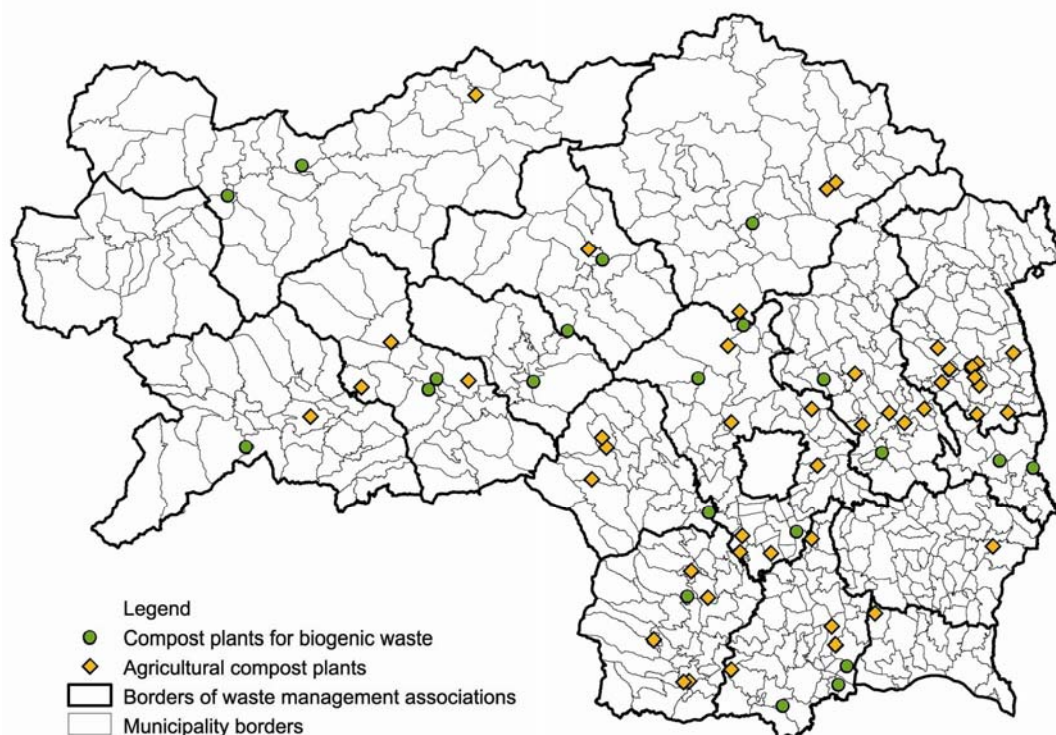 Legend
Compost plants for biogenic waste
Agricultural compost plants
Borders of waste management associations
Municipality borders